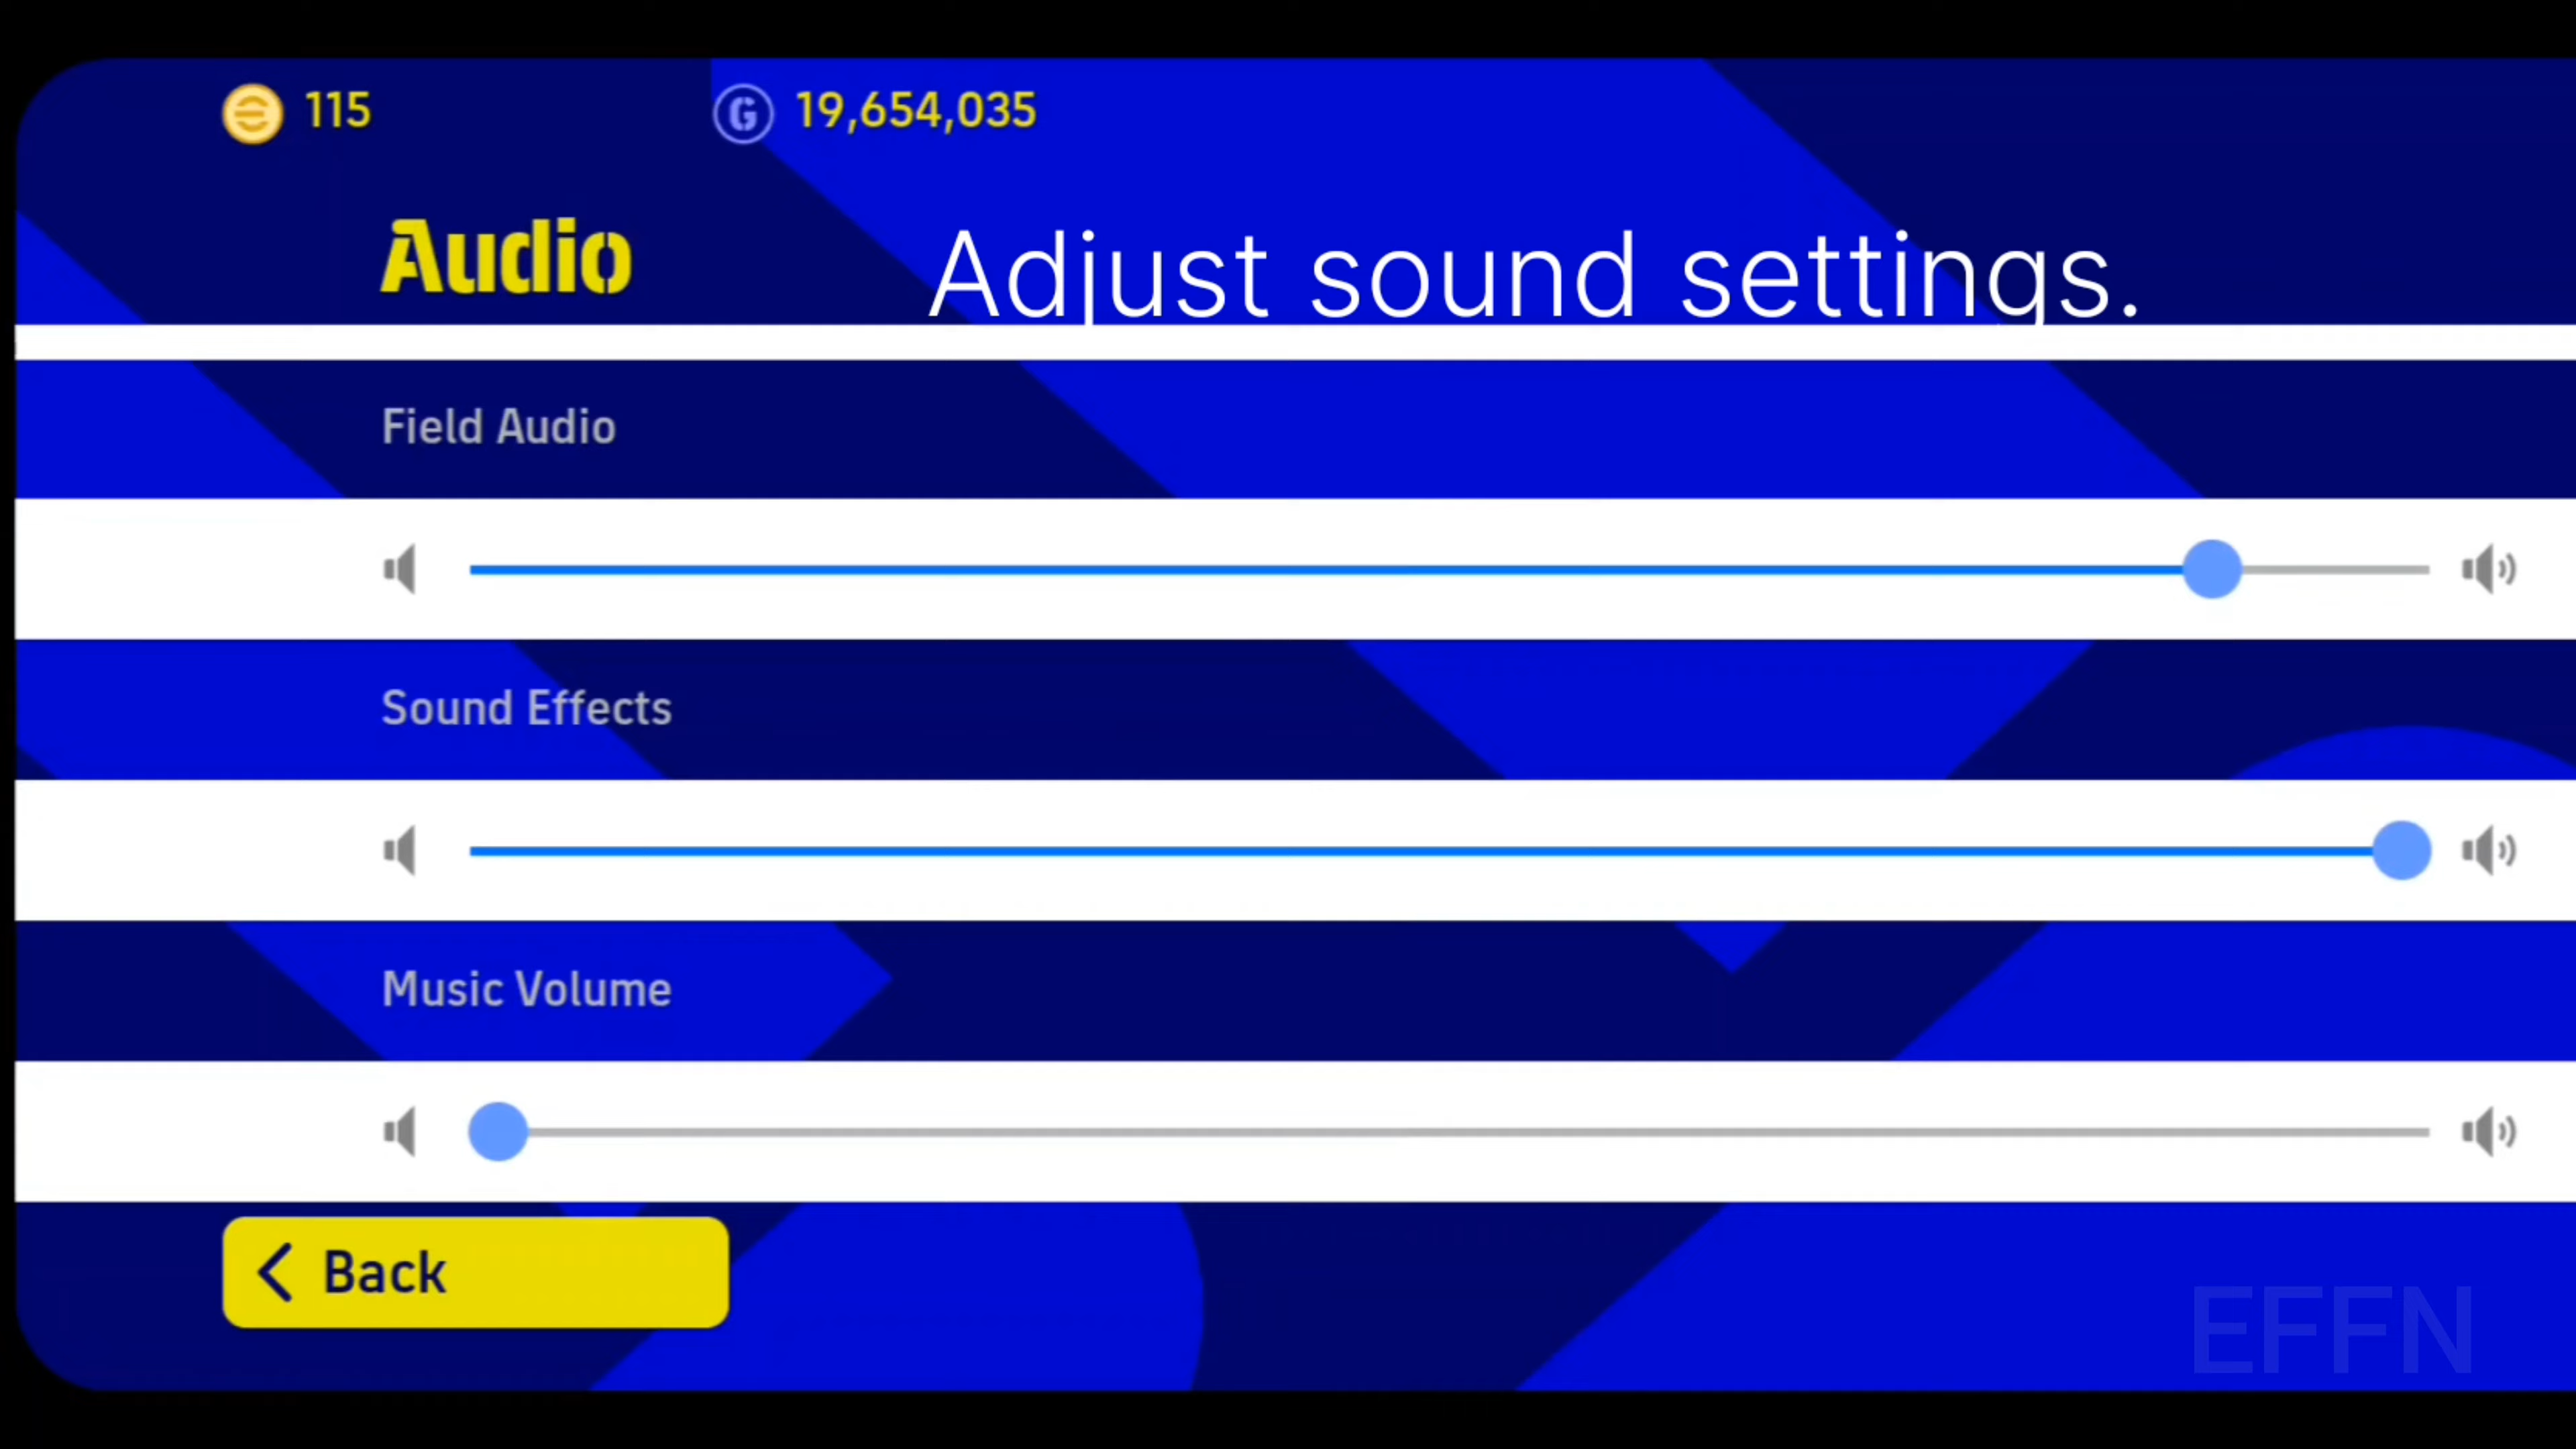 115
19,654,035
Audio
Adjust sound settings.
Field Audio
Sound Effects
Music Volume
Back
EFFN